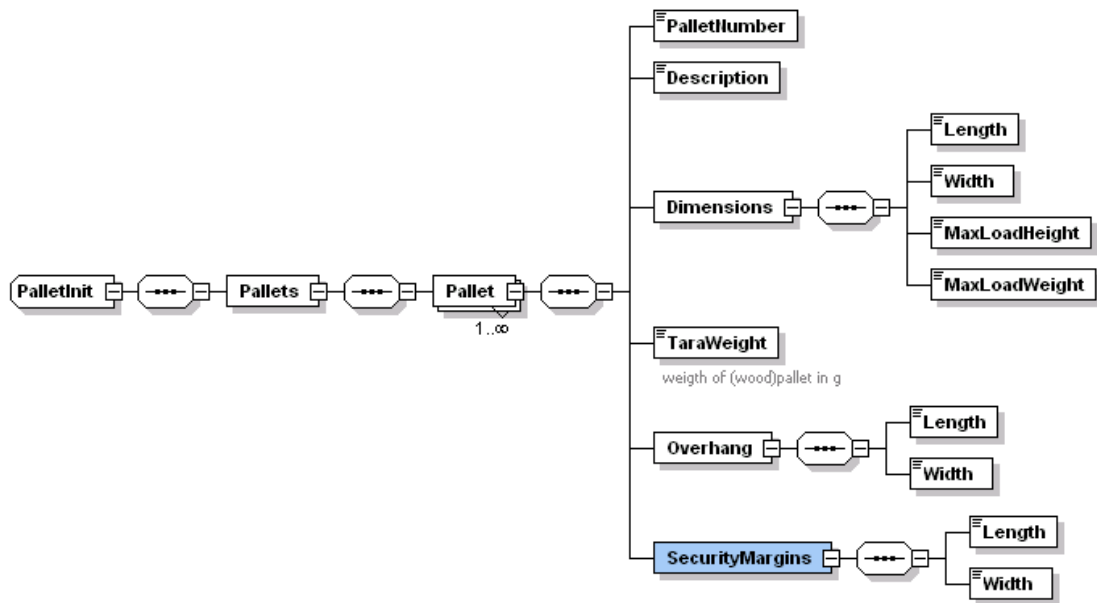 PalletNumber
Description
Length
Width
Dimensions
MaxLoadHeight
MaxLoadWeight
PalletInit
Pallets
Pallet
1..∞
TaraWeight
weigth of (wood)pallet in g
Length
Overhang
Width
Length
SecurityMargins
Width